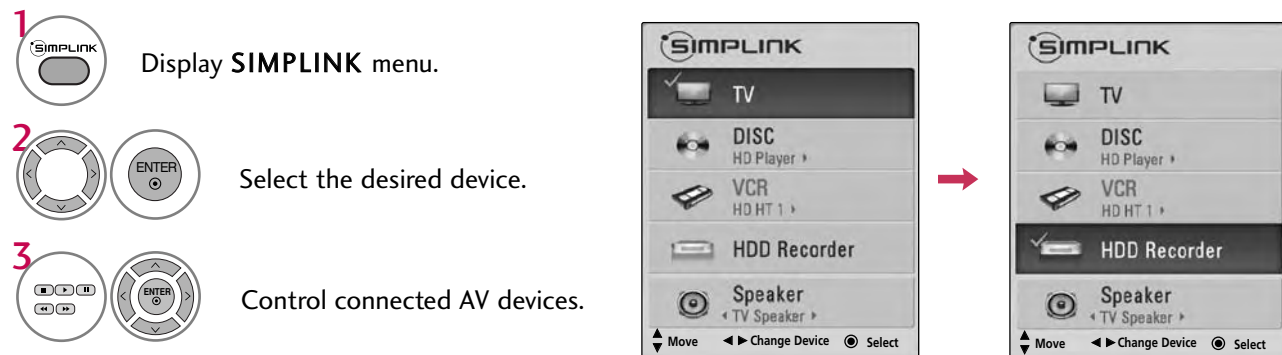 1
SIMPLINK
Display SIMPLINK menu.
2
ENTER
Select the desired device.
3
ENTER
Control connected AV devices.
SIMPLINK
TV
DISC
HD Player
VCR
HD HT 1
HDD Recorder
Speaker
TV Speaker
Move Change Device Select
SIMPLINK
TV
DISC
HD Player
VCR
HD HT 1
HDD Recorder
Speaker
TV Speaker
Move Change Device Select